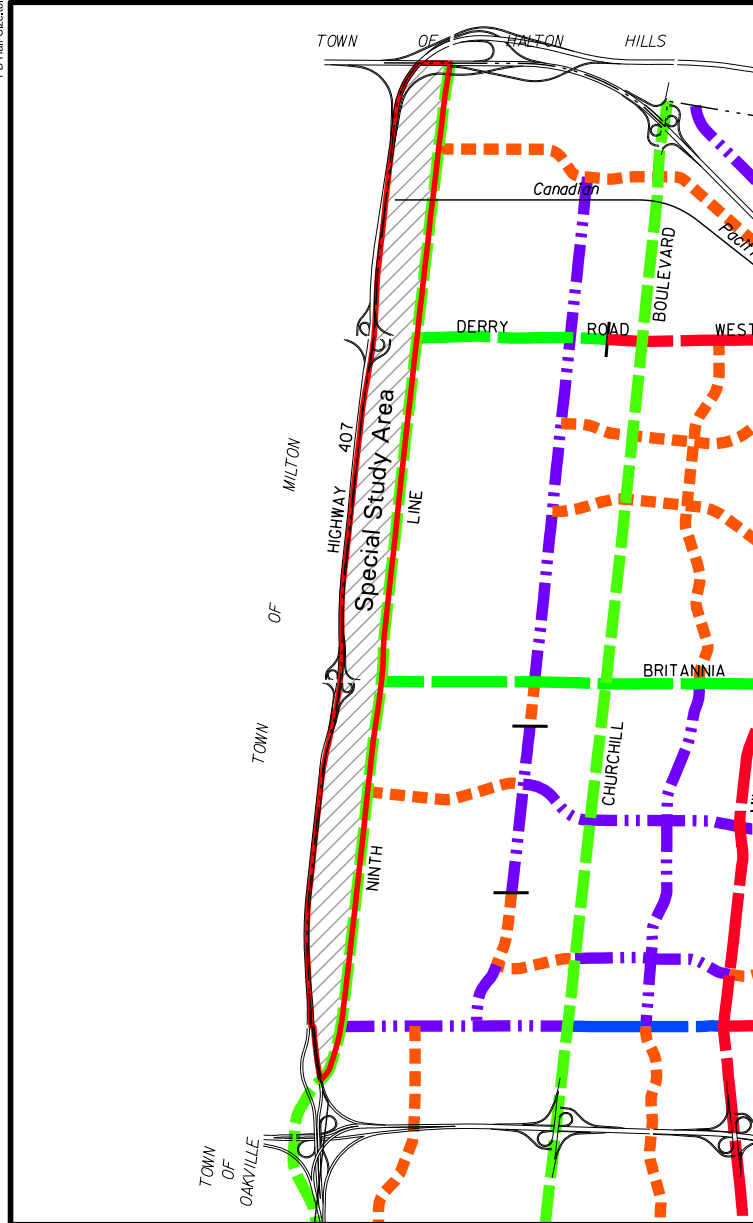 TOWN OF HALTON HILLS
Canadian
BOULEVARD
DERRY ROAD WEST
MILTON
HIGHWAY 407
Special Study Area
LINE
OF
BRITANNIA
TOWN
CHURCHILL
NINTH
TOWN
OF
OAKVILLE